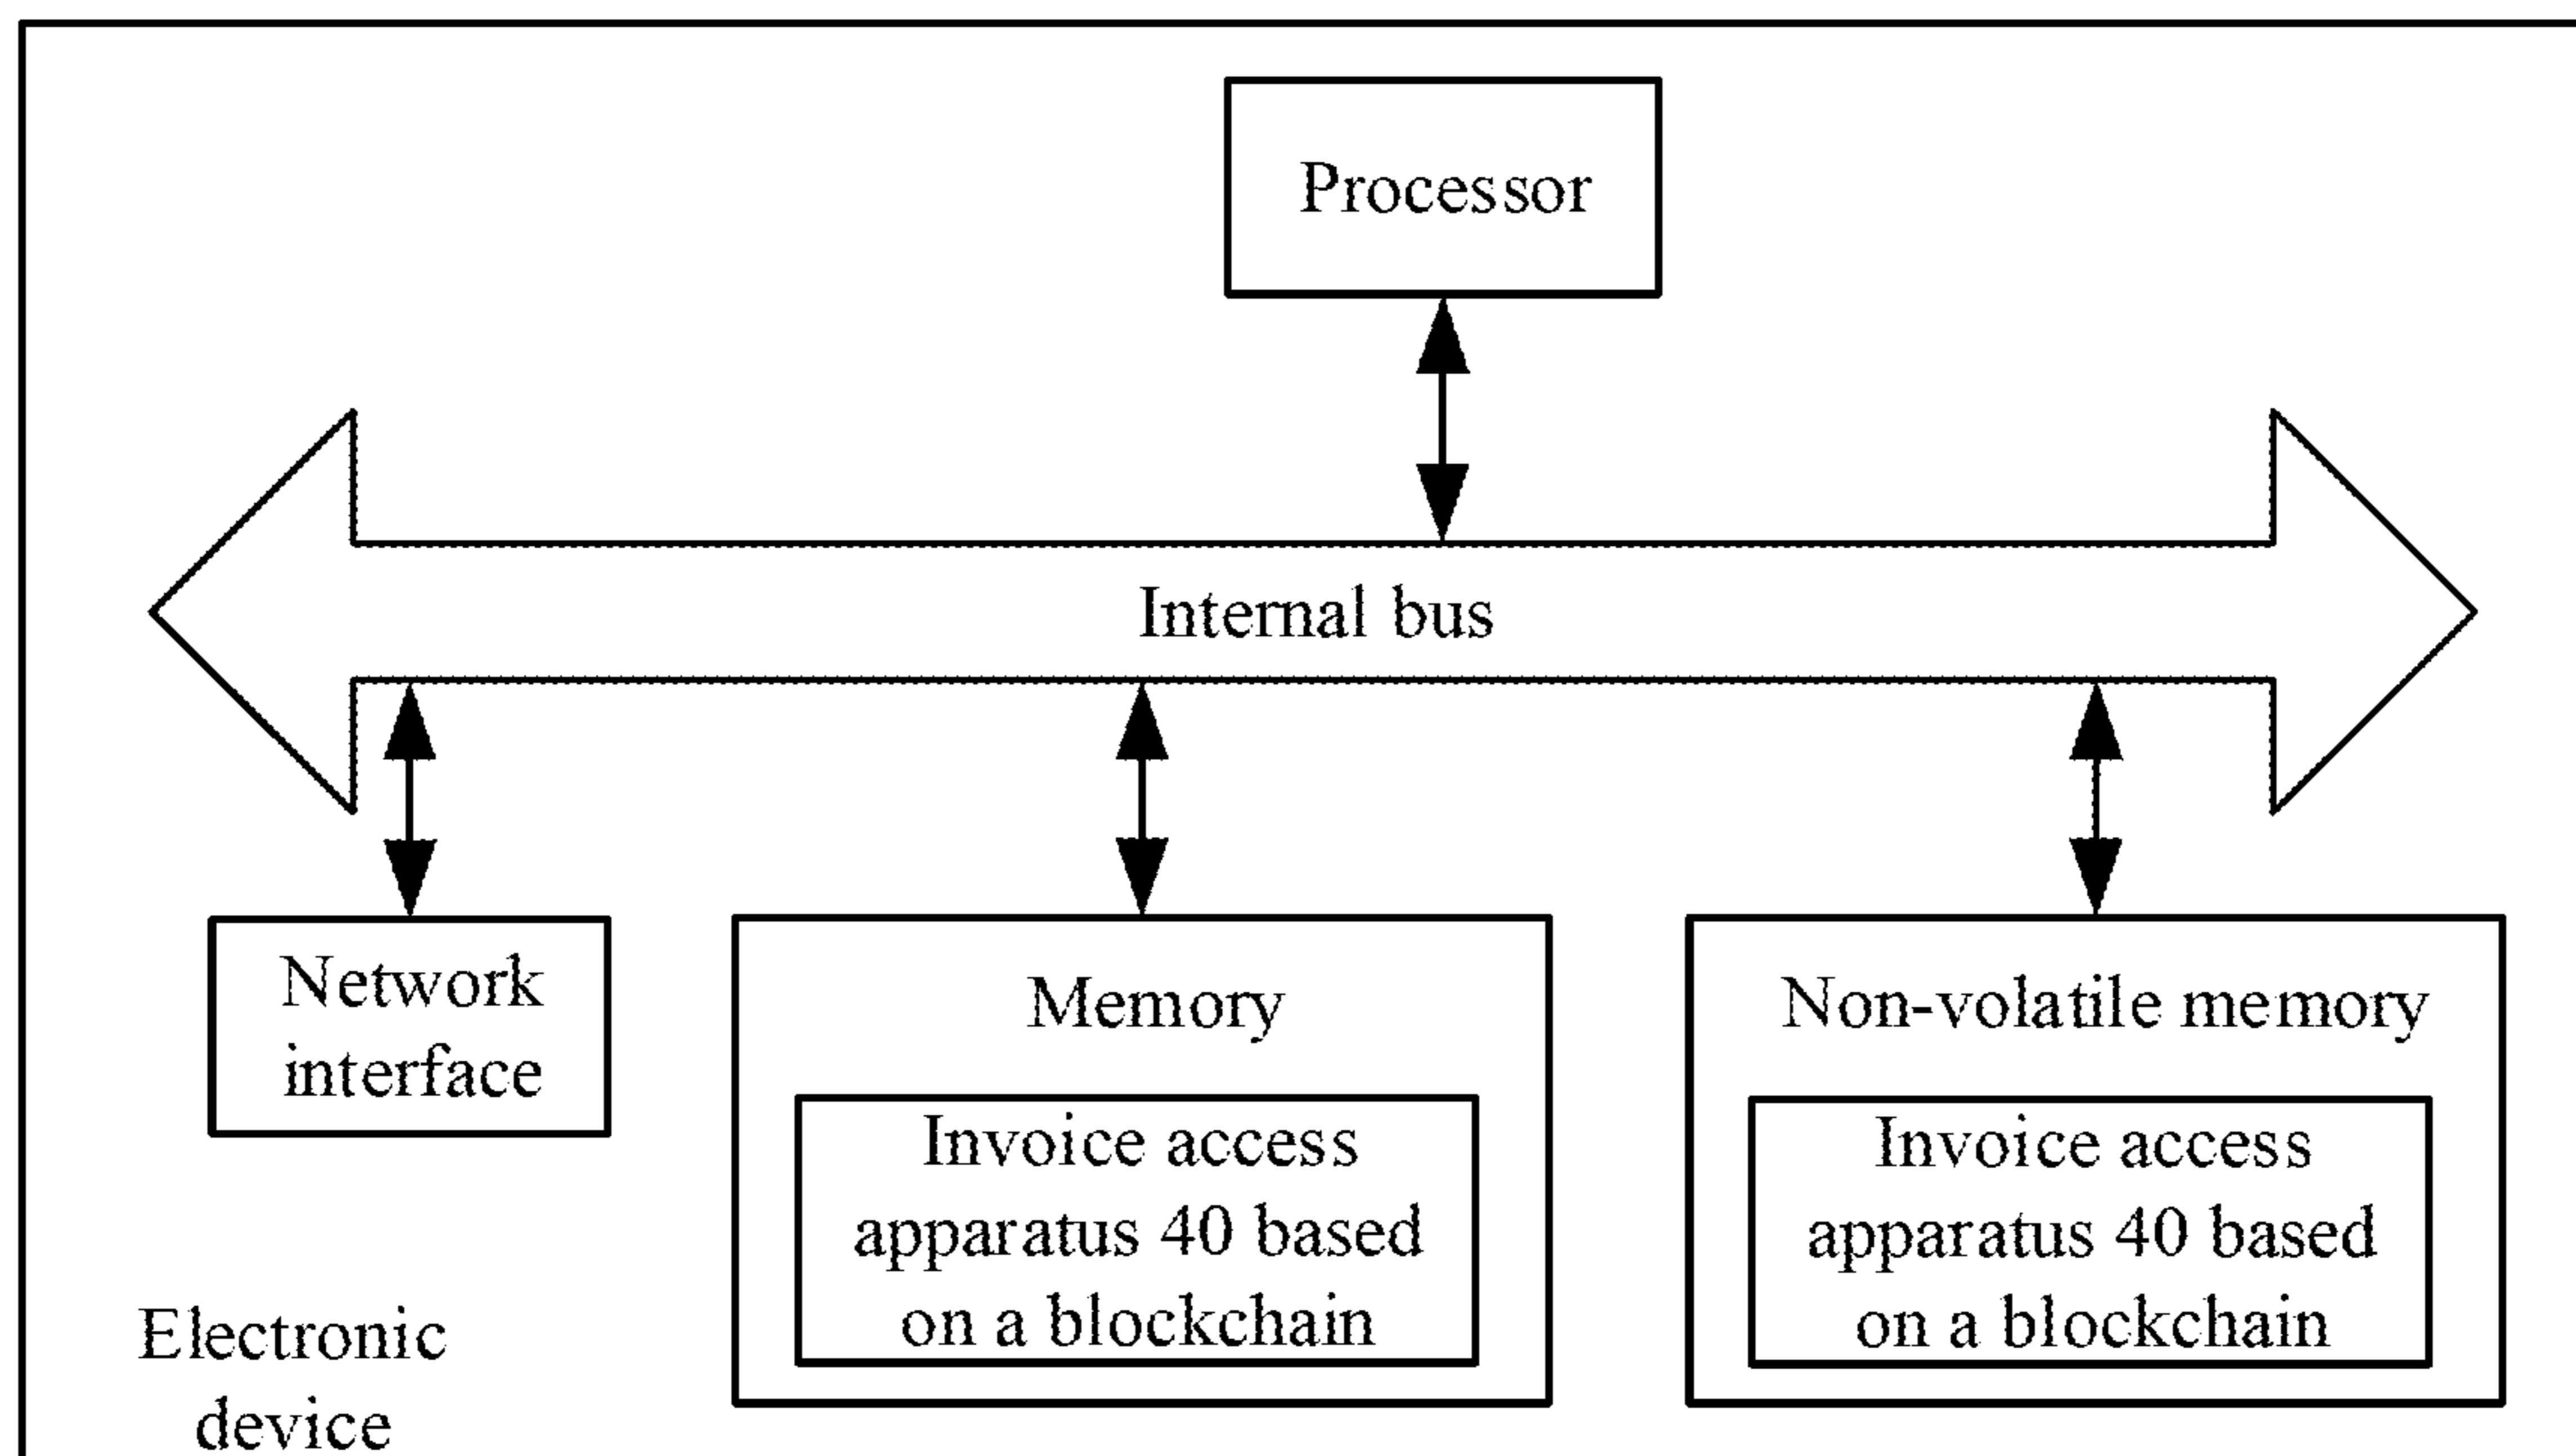 Processor
Internal bus
Network
interface
Memory
Invoice access
apparatus 40 based
on a blockchain
Non-volatile memory
Invoice access
apparatus 40 based
on a blockchain
Electronic
device